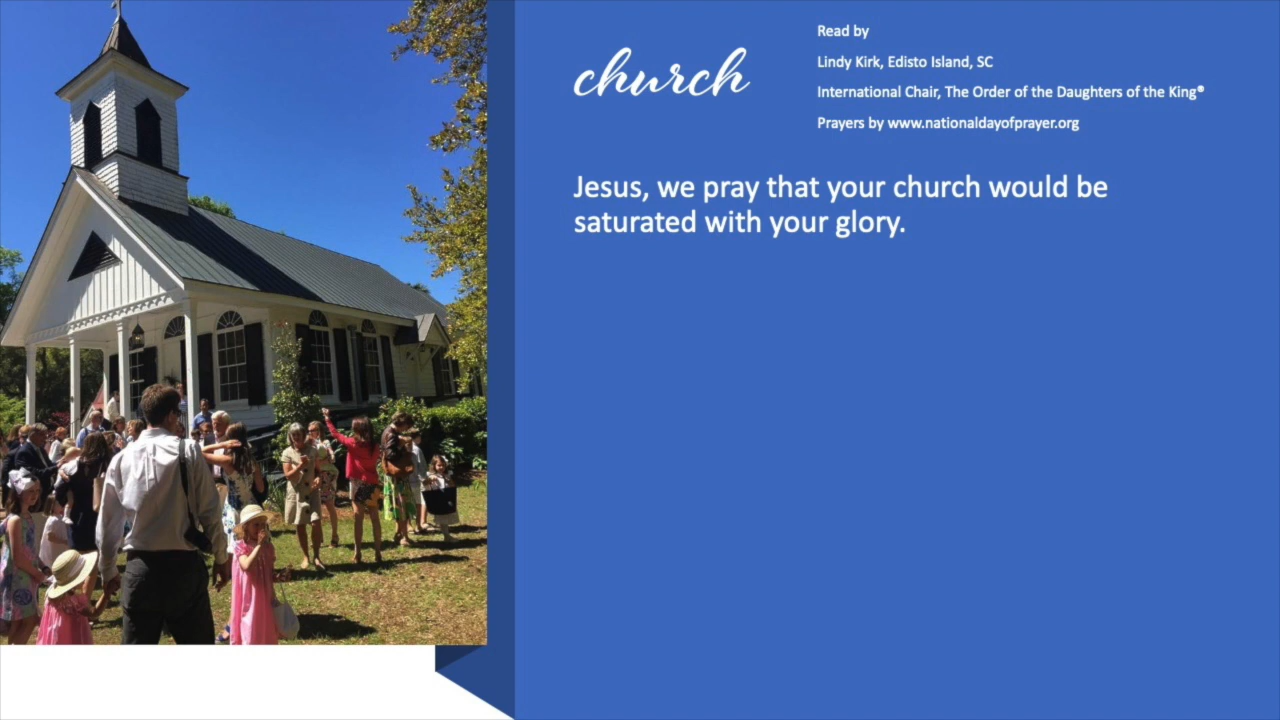 church
Read by
Lindy Kirk, Edisto Island, SC
International Chair, The Order of the Daughters of the King®
Prayers by www.nationaldayofprayer.org
Jesus, we pray that your church would be
saturated with your glory.